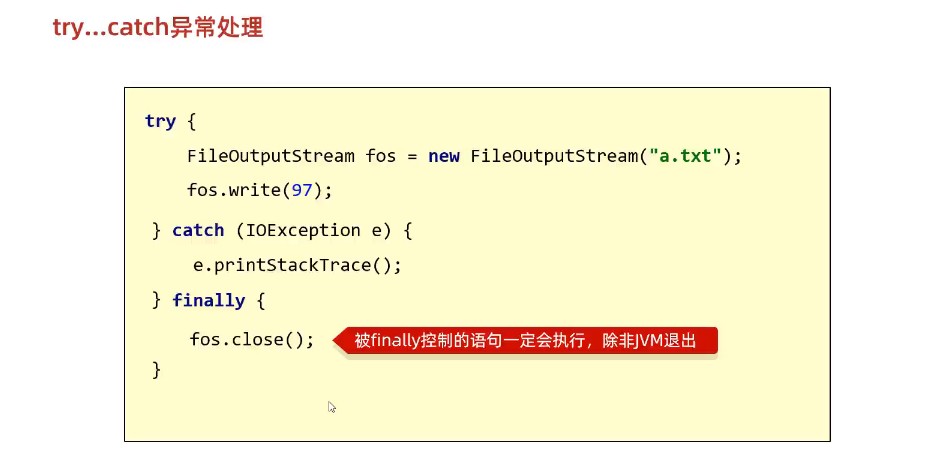 try...catch异常处理
try {
FileOutputStream fos = new FileOutputStream("a.txt");
fos.write(97);
} catch (IOException e) {
e.printStackTrace();
} finally {
fos.close(); 被finally控制的语句一定会执行，除非JVM退出
}